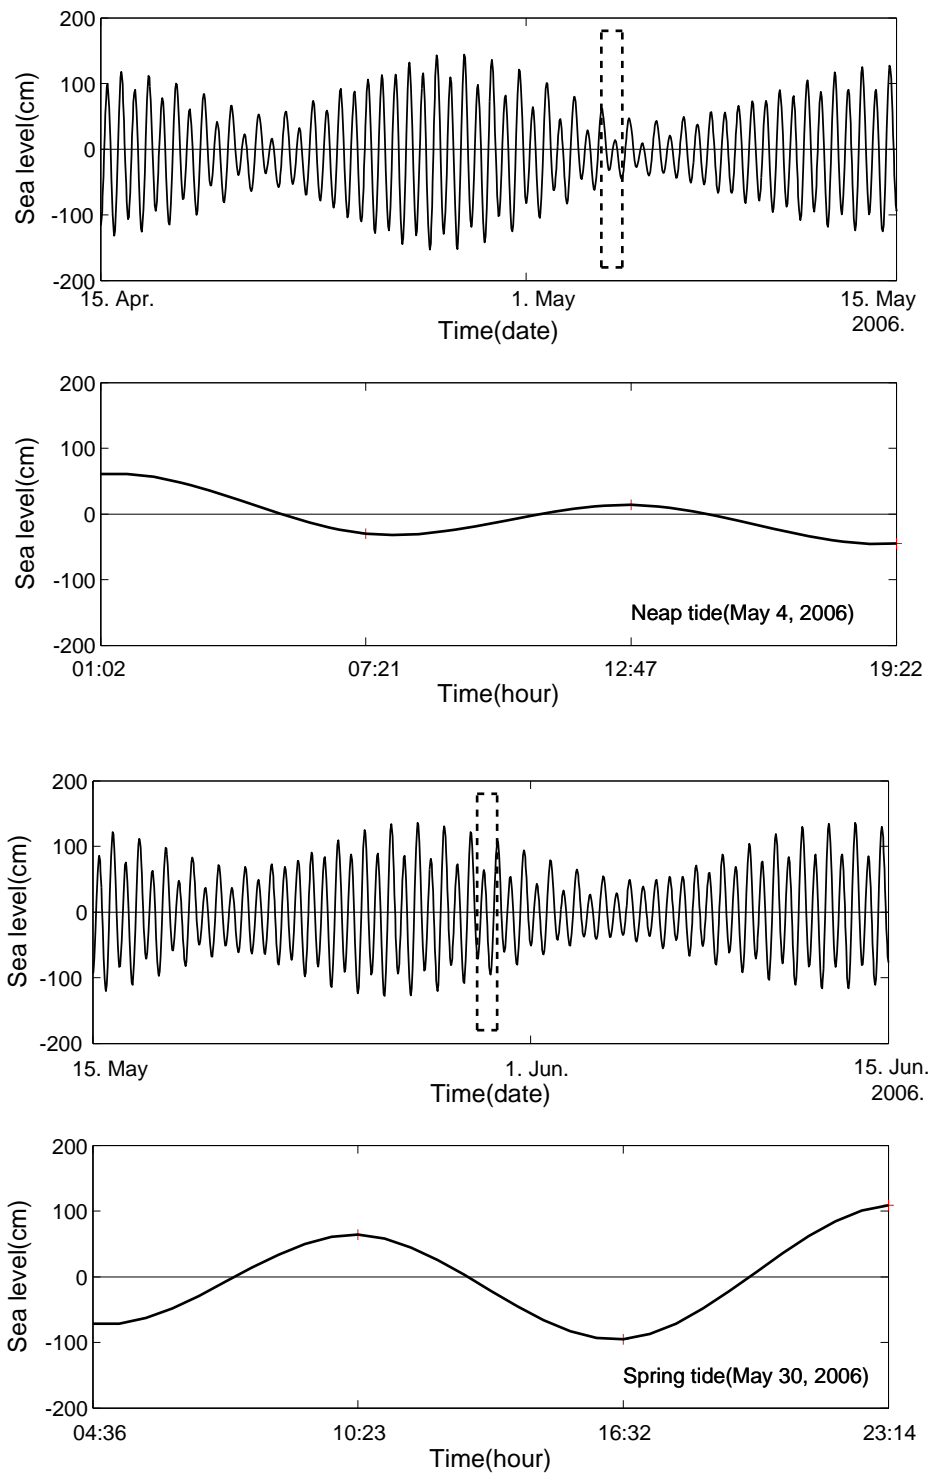 200
100
0
-100
-200
Sea level(cm)
15. Apr.
1. May
15. May
2006.
Time(date)
200
100
0
-100
-200
Sea level(cm)
Neap tide(May 4, 2006)
01:02
07:21
12:47
19:22
Time(hour)
200
100
0
-100
-200
Sea level(cm)
15. May
1. Jun.
15. Jun.
2006.
Time(date)
200
100
0
-100
-200
Sea level(cm)
Spring tide(May 30, 2006)
04:36
10:23
16:32
23:14
Time(hour)